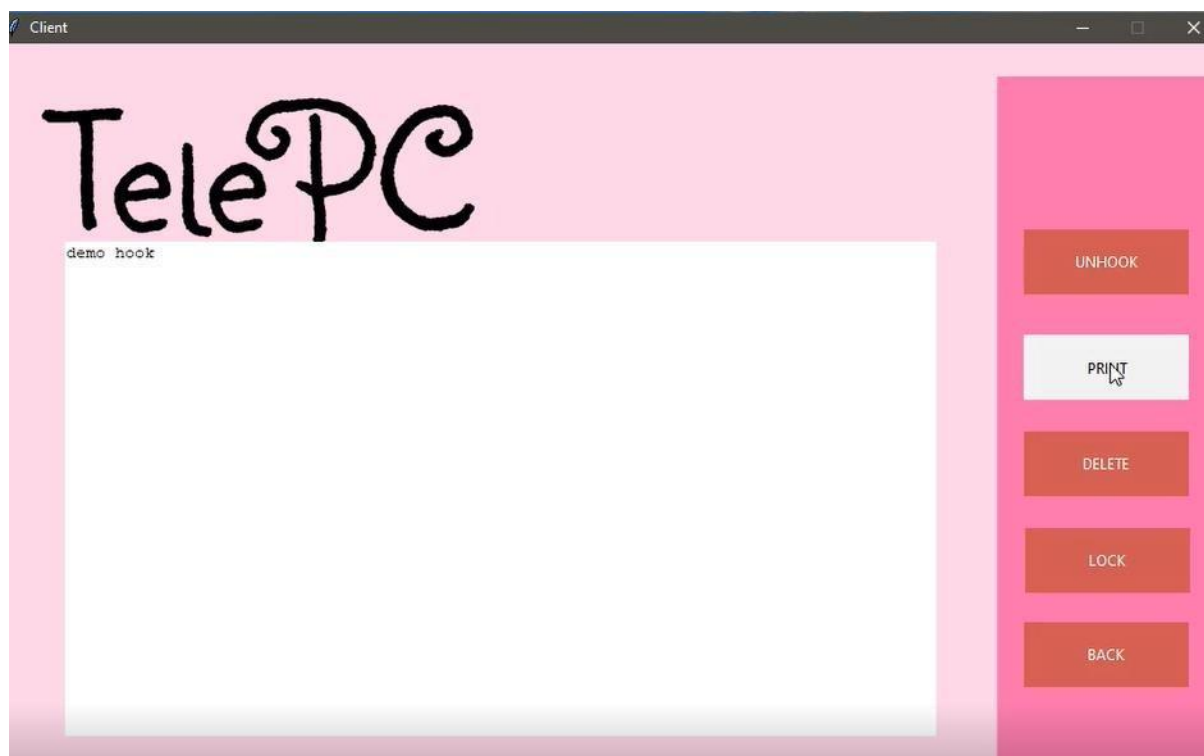 Client
TelePC
demo hook
UNHOOK
PRINT
DELETE
LOCK
BACK